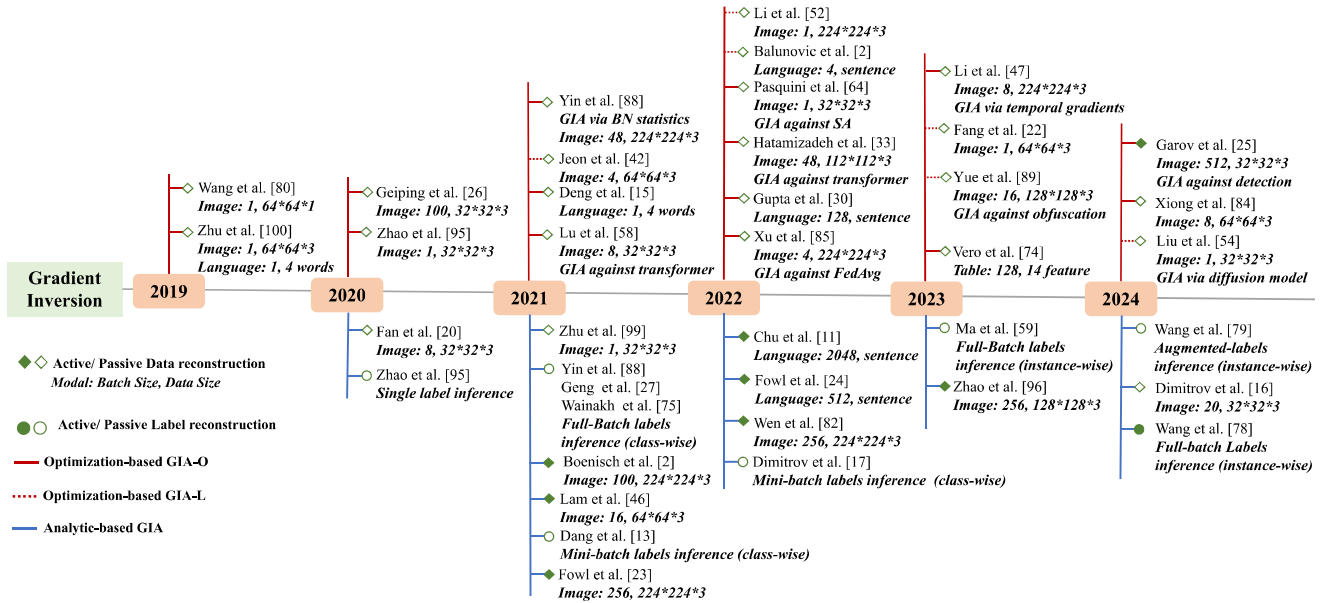 Gradient
Inversion
Active/ Passive Data reconstruction
Modal: Batch Size, Data Size
Active/ Passive Label reconstruction
Optimization-based GIA-O
Optimization-based GIA-L
Analytic-based GIA
2019
Wang et al. [80]
Image: 1, 64*64*1
Zhu et al. [100]
Image: 1, 64*64*3
Language: 1, 4 words
2020
Geiping et al. [26]
Image: 100, 32*32*3
Zhao et al. [95]
Image: 1, 32*32*3
Fan et al. [20]
Image: 8, 32*32*3
Zhao et al. [95]
Single label inference
2021
Yin et al. [88]
GIA via BN statistics
Image: 48, 224*224*3
Jeon et al. [42]
Image: 4, 64*64*3
Deng et al. [15]
Language: 1, 4 words
Lu et al. [58]
Image: 8, 32*32*3
GIA against transformer
Zhu et al. [99]
Image: 1, 32*32*3
Yin et al. [88]
Geng et al. [27]
Wainakh et al. [75]
Full-Batch labels
inference (class-wise)
Boenisch et al. [2]
Image: 100, 224*224*3
Lam et al. [46]
Image: 16, 64*64*3
Dang et al. [13]
Mini-batch labels inference (class-wise)
Fowl et al. [23]
Image: 256, 224*224*3
2022
Li et al. [52]
Image: 1, 224*224*3
Balunovic et al. [2]
Language: 4, sentence
Pasquini et al. [64]
Image: 1, 32*32*3
GIA against SA
Hatamizadeh et al. [33]
Image: 48, 112*112*3
GIA against transformer
Gupta et al. [30]
Language: 128, sentence
Xu et al. [85]
Image: 4, 224*224*3
GIA against FedAvg
Chu et al. [11]
Language: 2048, sentence
Fowl et al. [24]
Language: 512, sentence
Wen et al. [82]
Image: 256, 224*224*3
Dimitrov et al. [17]
Mini-batch labels inference (class-wise)
2023
Li et al. [47]
Image: 8, 224*224*3
GIA via temporal gradients
Fang et al. [22]
Image: 1, 64*64*3
Yue et al. [89]
Image: 16, 128*128*3
GIA against obfuscation
Vero et al. [74]
Table: 128, 14 feature
Ma et al. [59]
Full-Batch labels
inference (instance-wise)
Zhao et al. [96]
Image: 256, 128*128*3
2024
Garov et al. [25]
Image: 512, 32*32*3
GIA against detection
Xiong et al. [84]
Image: 8, 64*64*3
Liu et al. [54]
Image: 1, 32*32*3
GIA via diffusion model
Wang et al. [79]
Augmented-labels
inference (instance-wise)
Dimitrov et al. [16]
Image: 20, 32*32*3
Wang et al. [78]
Full-batch Labels
inference (instance-wise)